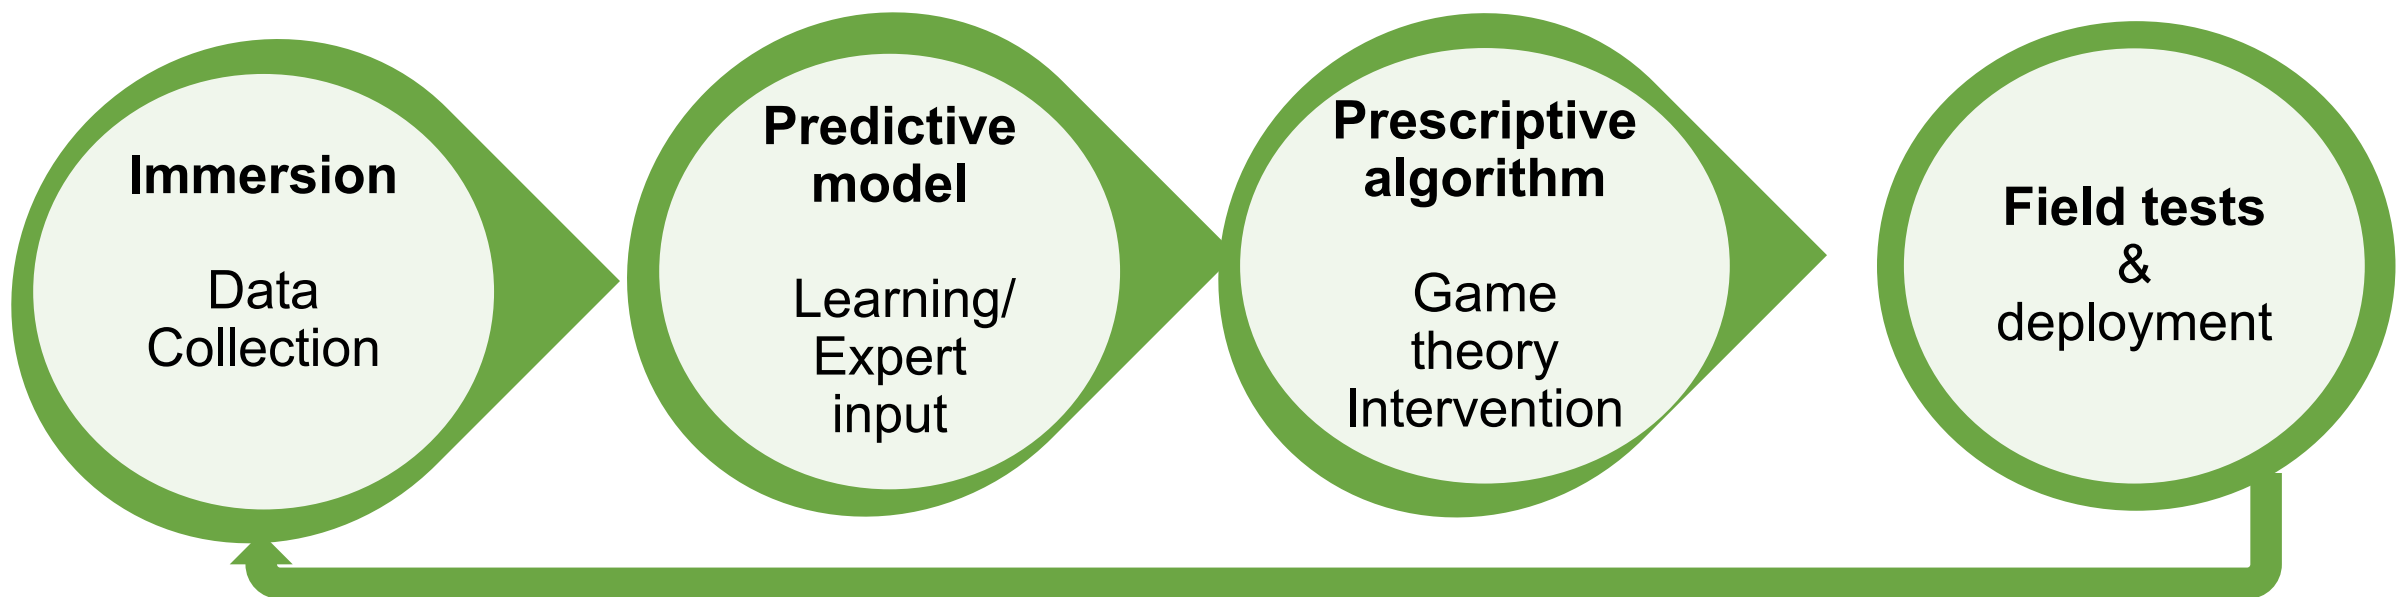 Immersion
Data
Collection
Predictive
model
Learning/
Expert
input
Prescriptive
algorithm
Game
theory
Intervention
Field tests
&
deployment